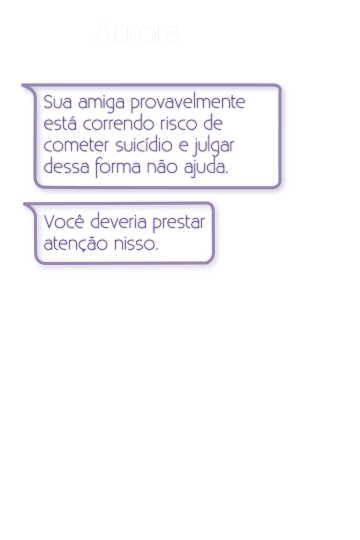 Aurora
Sua amiga provavelmente
está correndo risco de
cometer suicídio e julgar
dessa forma não ajuda.
Você deveria prestar
atenção nisso.